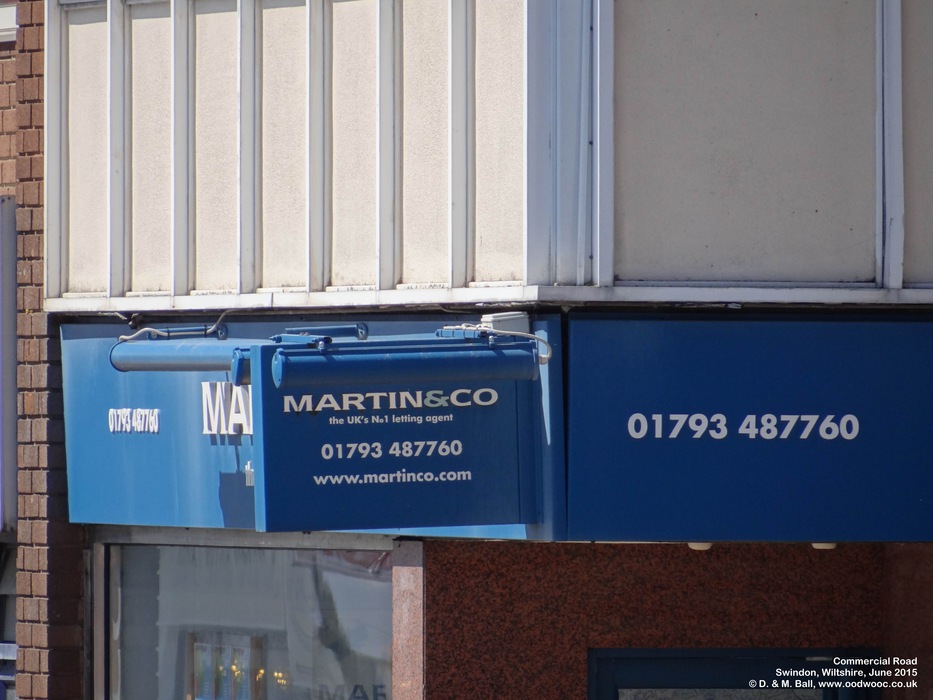 01793 487760
MAR
MARTIN&CO
the UK's No1 letting agent
01793 487760
www.martinco.com
01793 487760
Commercial Road
Swindon, Wiltshire, June 2015
© D. & M. Ball, www.oodwooc.co.uk